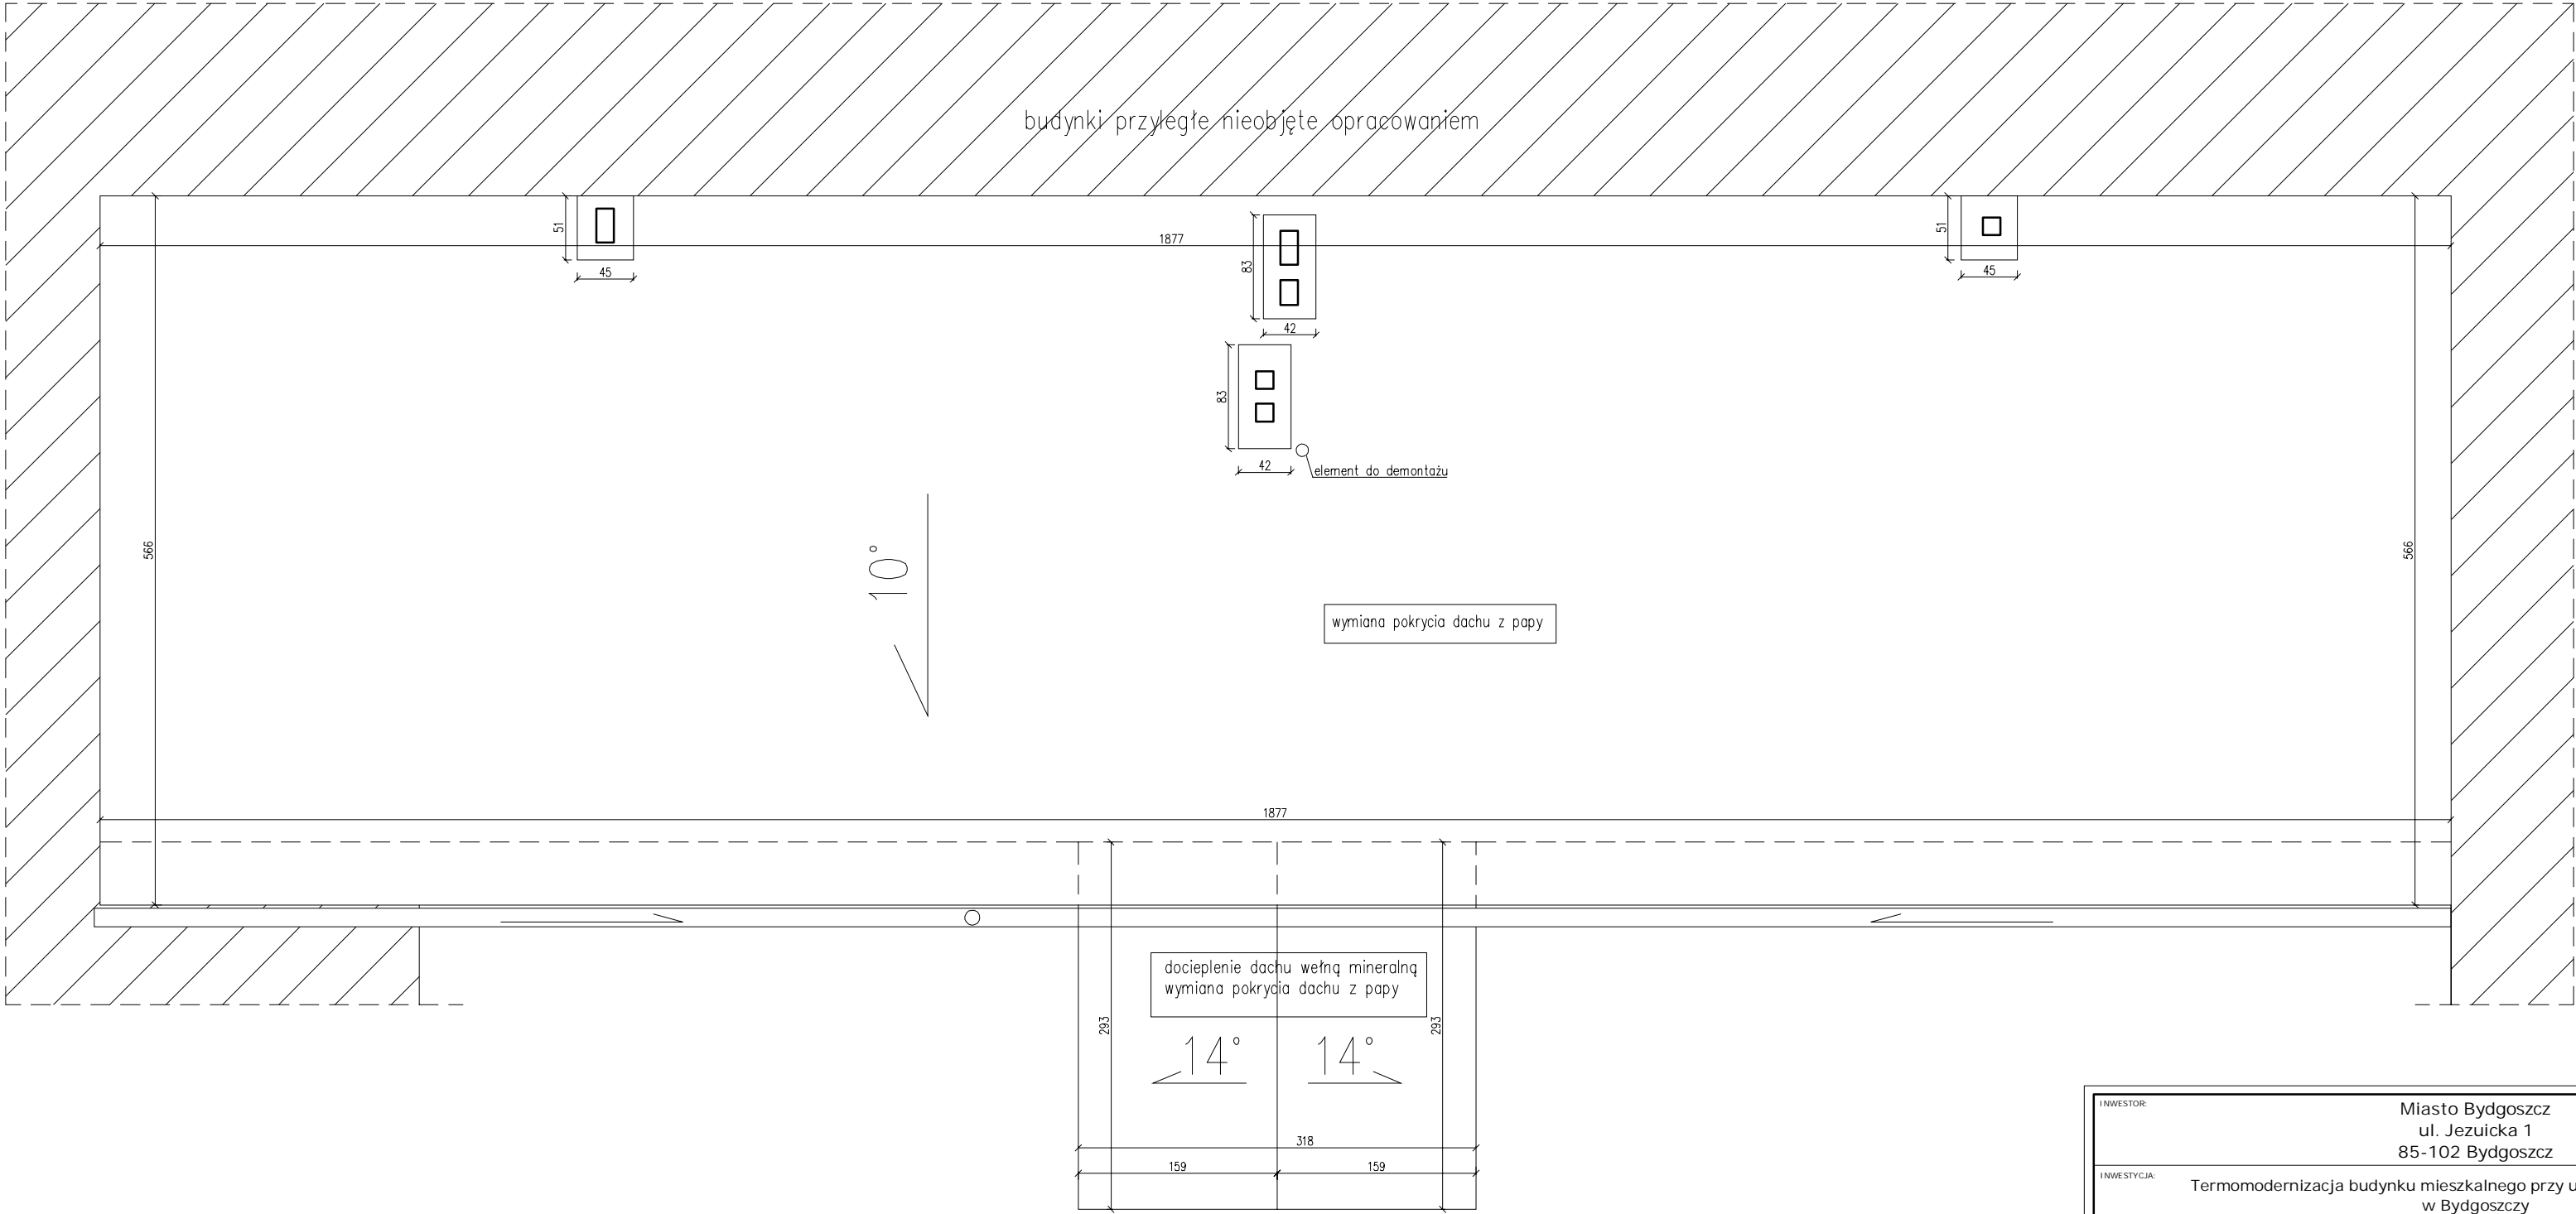 budynki przyległe nieobjęte opracowaniem
51
45
1877
83
42
51
45
83
42
element do demontażu
566
10°
566
wymiana pokrycia dachu z papy
1877
docieplenie dachu wełną mineralną
wymiana pokrycia dachu z papy
293
293
14°
14°
318
159
159
INWESTOR:
Miasto Bydgoszcz
ul. Jezuicka 1
85-102 Bydgoszcz
INWESTYCJA:
Termomodernizacja budynku mieszkalnego przy u
w Bydgoszczy